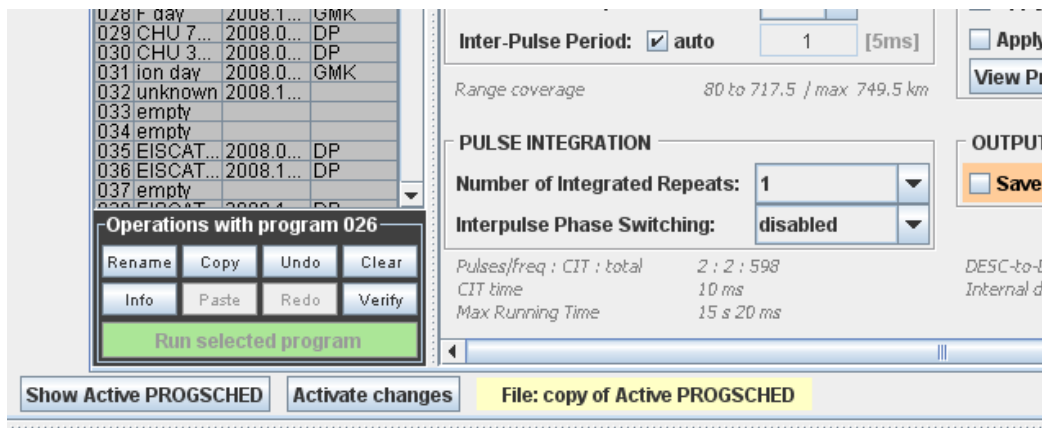 028 F day 2008.1... GMK
029 CHU 7... 2008.0... DP
030 CHU 3... 2008.0... DP
031 ion day 2008.0... GMK
032 unknown 2008.1...
033 empty
034 empty
035 EISCAT... 2008.0... DP
036 EISCAT... 2008.1... DP
037 empty
Operations with program 026
Rename Copy Undo Clear
Info Paste Redo Verify
Run selected program
Inter-Pulse Period: auto 1 [5ms]
Range coverage 80 to 717.5 / max 749.5 km
PULSE INTEGRATION
Number of Integrated Repeats: 1
Interpulse Phase Switching: disabled
Pulses/freq : CIT : total 2 : 2 : 598
CIT time 10 ms
Max Running Time 15 s 20 ms
Apply
View Pr
OUTPUT
Save
DESC-to-
Internal d
Show Active PROGSCHED Activate changes File: copy of Active PROGSCHED